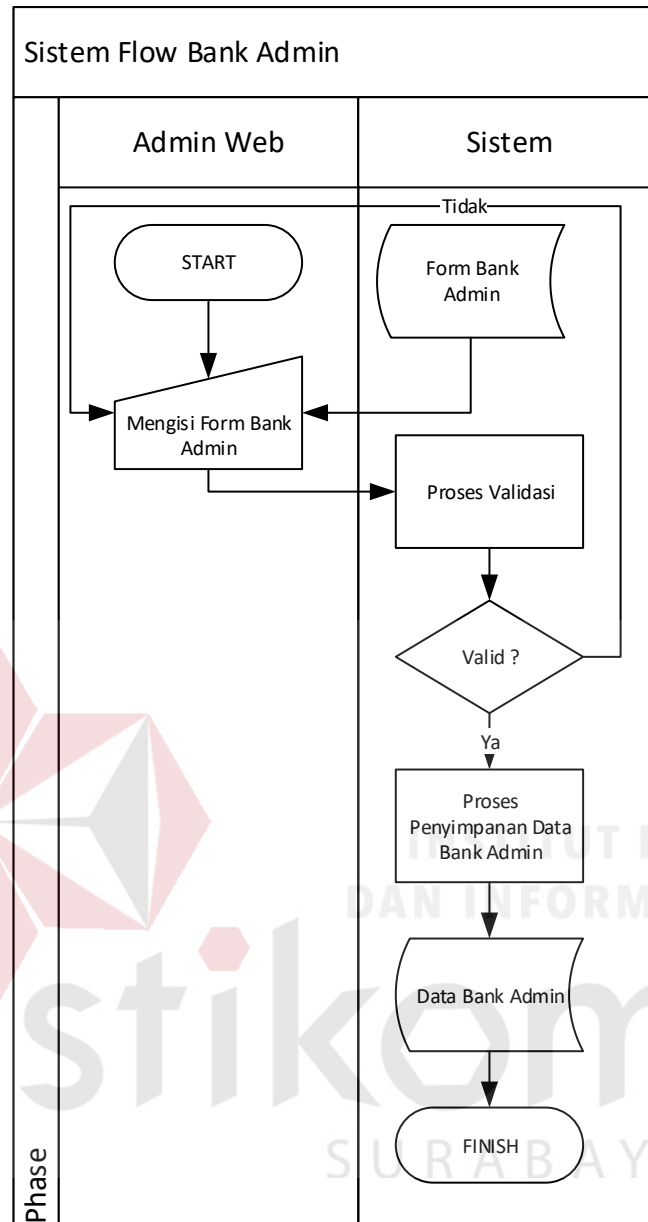 Sistem Flow Bank Admin
Admin Web
Sistem
Tidak
START
Form Bank
Admin
Mengisi Form Bank
Admin
Proses Validasi
Valid ?
Ya
Proses
Penyimpanan Data
Bank Admin
INSTITUT
DAN INFORM
Data Bank Admin
stikom
FINISH
SURABAY
Phase